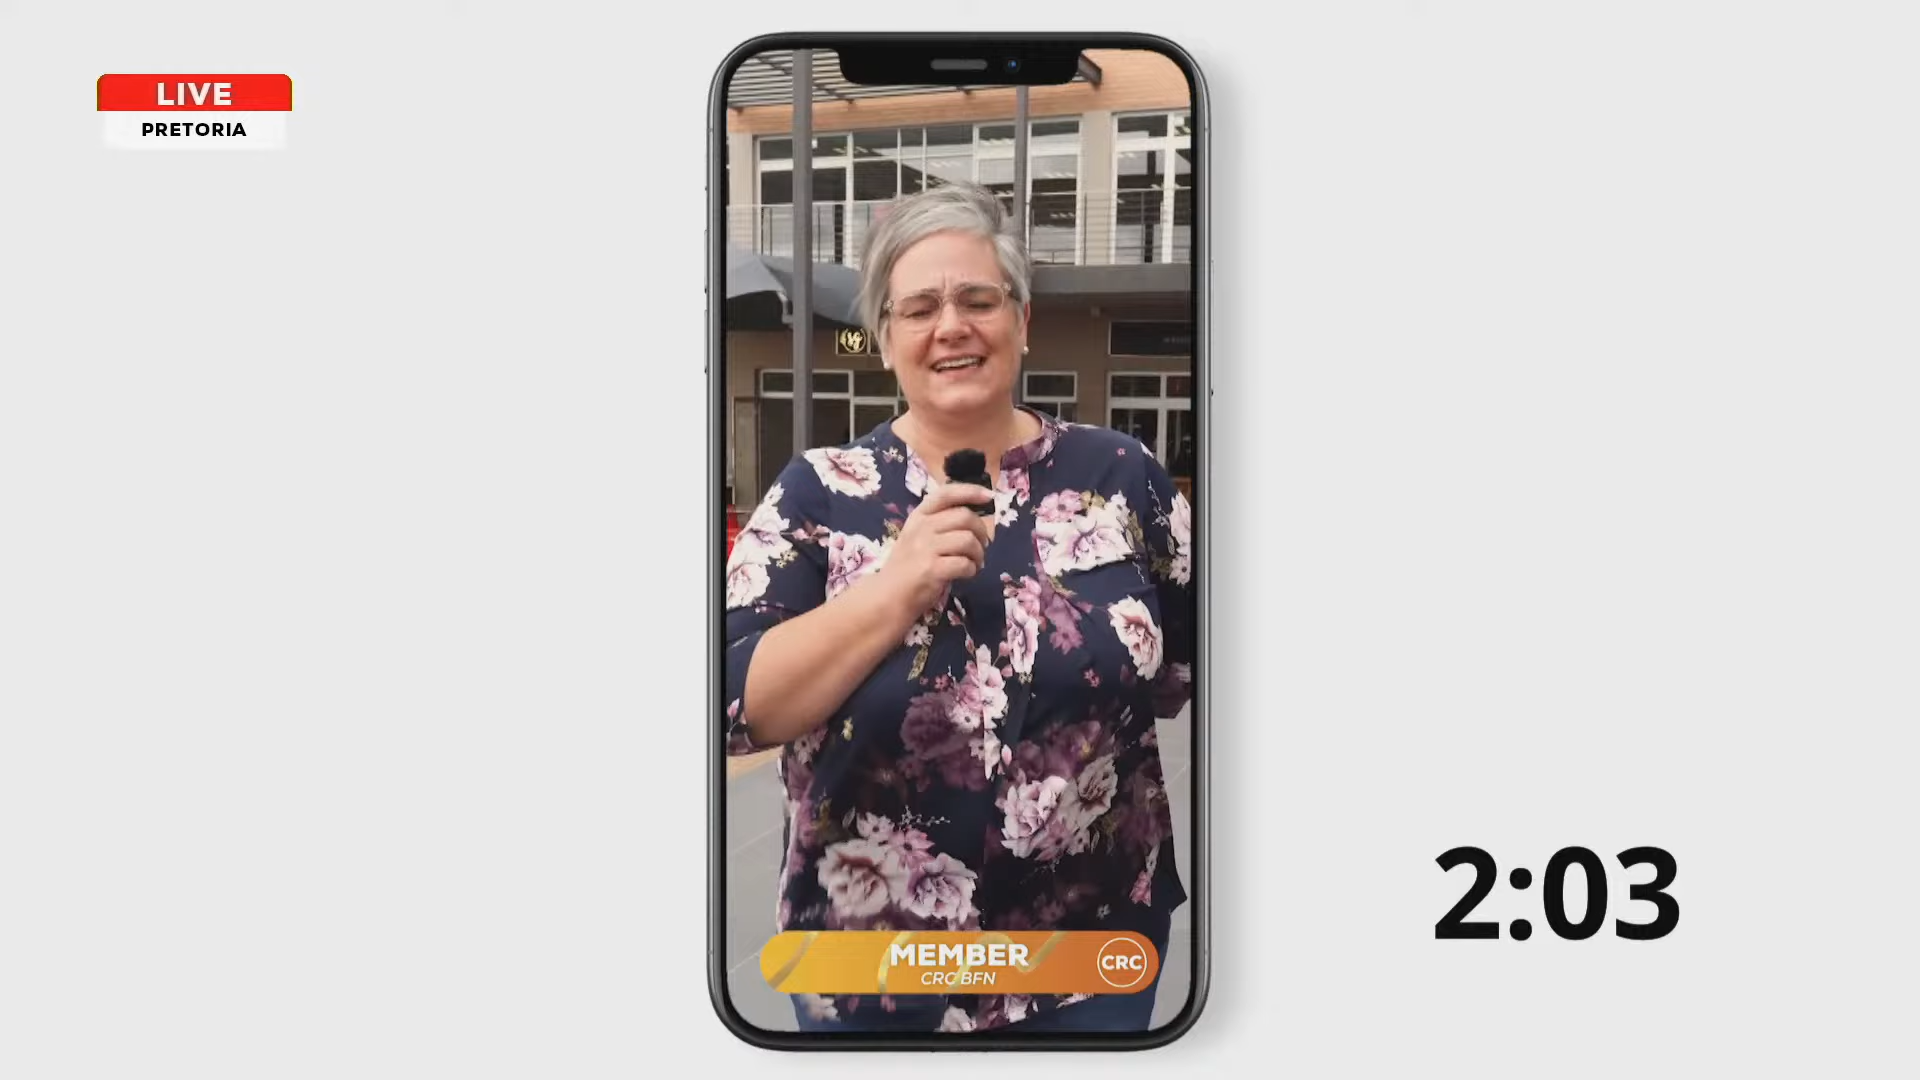 LIVE
PRETORIA
MEMBER
CRC BFN
CRC
2:03